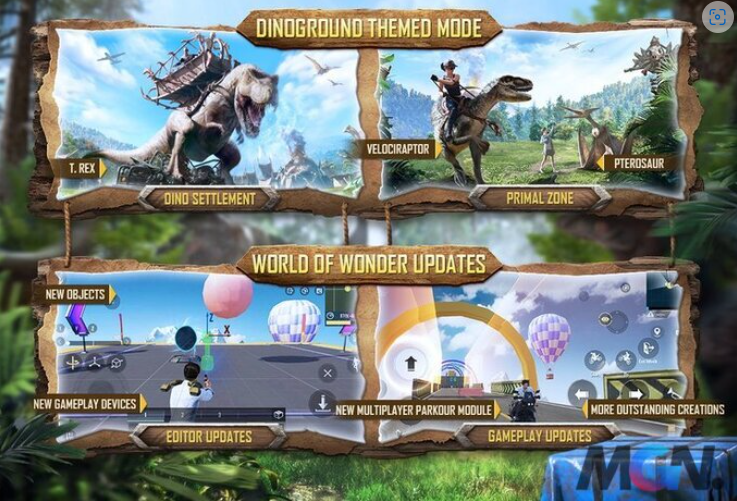 DINOGROUND THEMED MODE
T. REX
VELOCIRAPTOR
PTEROSAUR
DINO SETTLEMENT
PRIMAL ZONE
WORLD OF WONDER UPDATES
NEW OBJECTS
Z
X
NEW GAMEPLAY DEVICES
NEW MULTIPLAYER PARKOUR MODULE
MORE OUTSTANDING CREATIONS
EDITOR UPDATES
GAMEPLAY UPDATES
MCN.